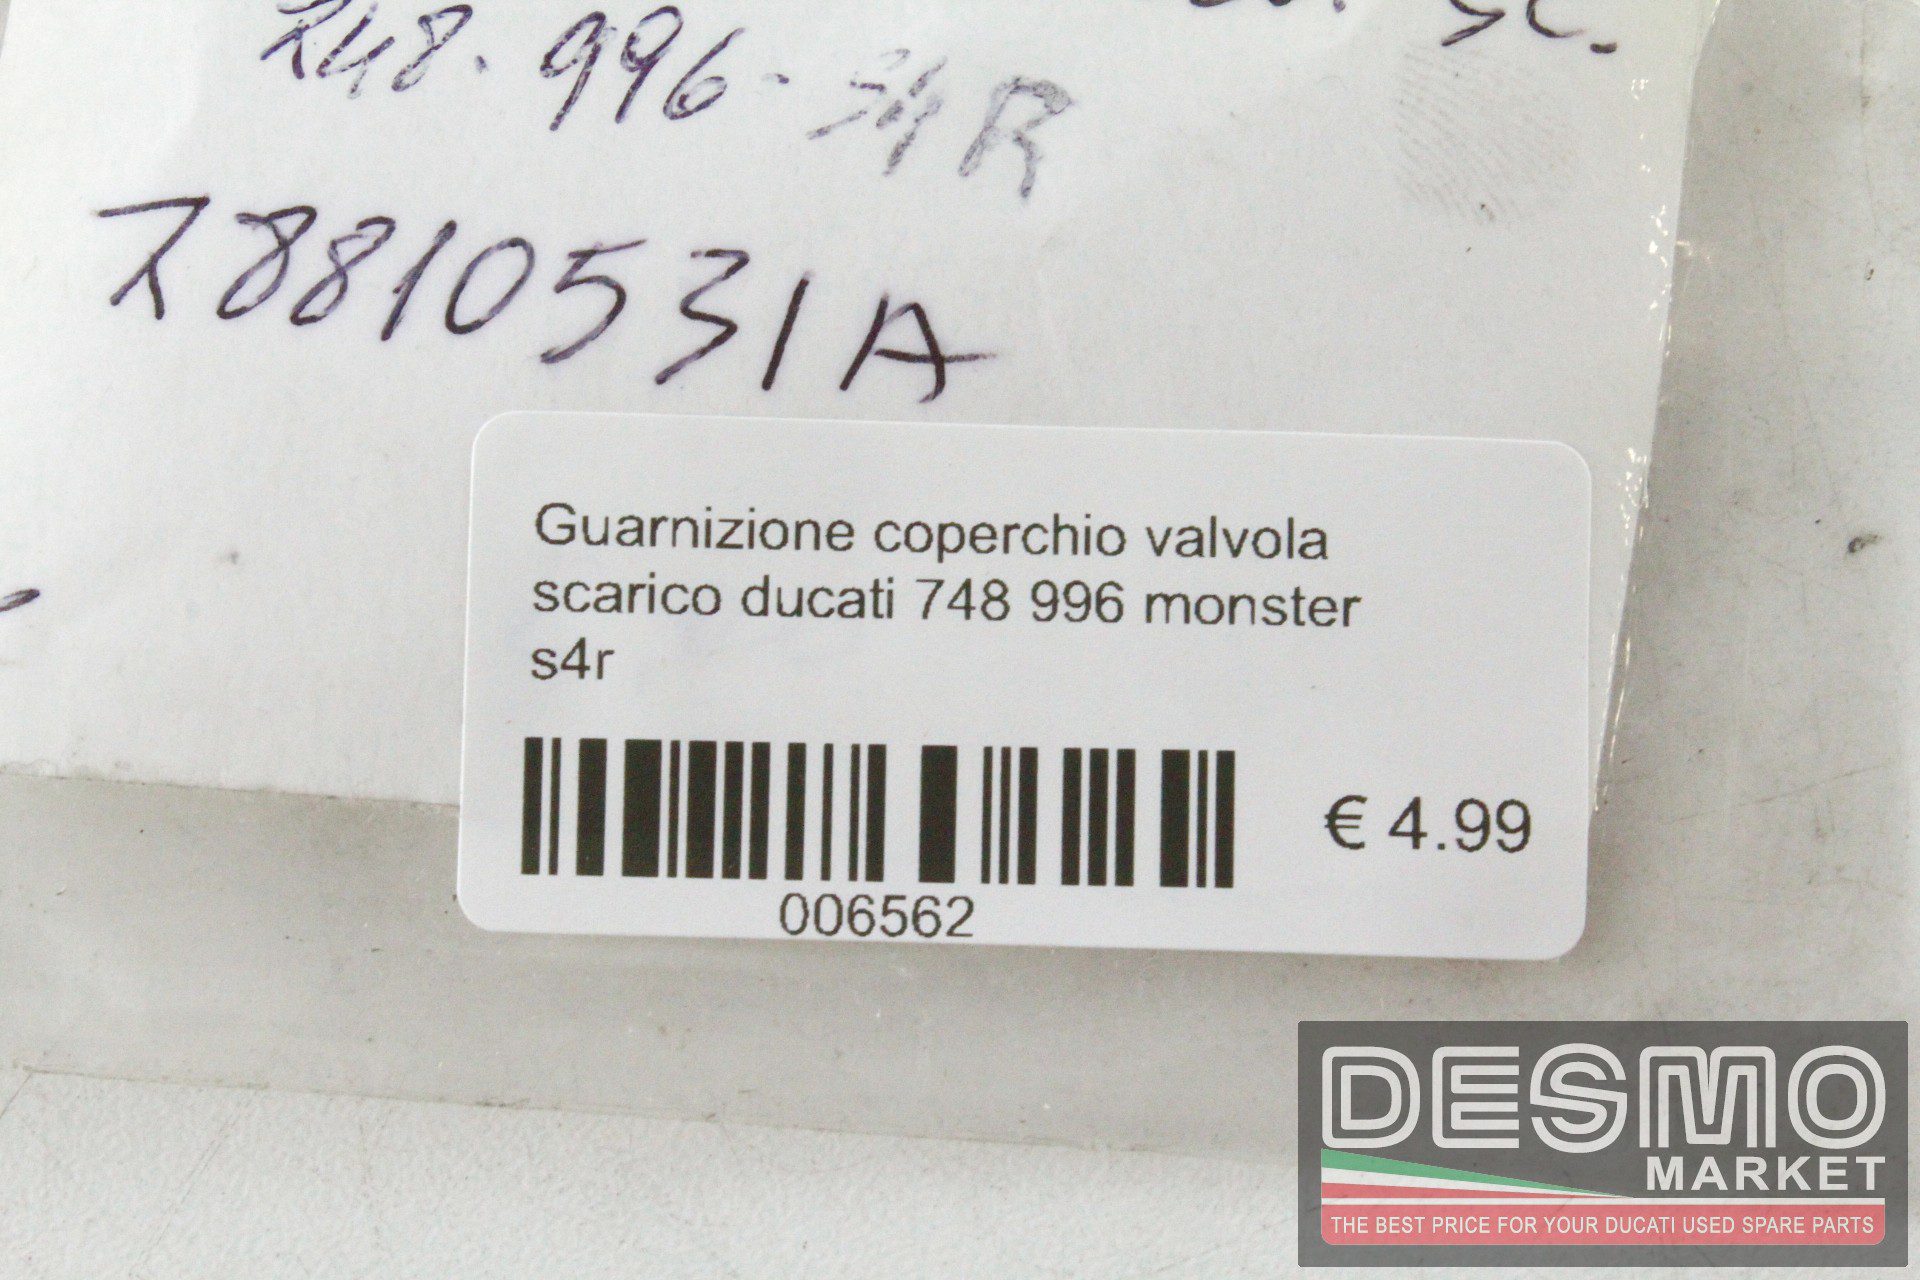 748. 996 - S4R
78810531A
Guarnizione coperchio valvola
scarico ducati 748 996 monster
s4r
006562
€ 4.99
DESMO
MARKET
THE BEST PRICE FOR YOUR DUCATI USED SPARE PARTS